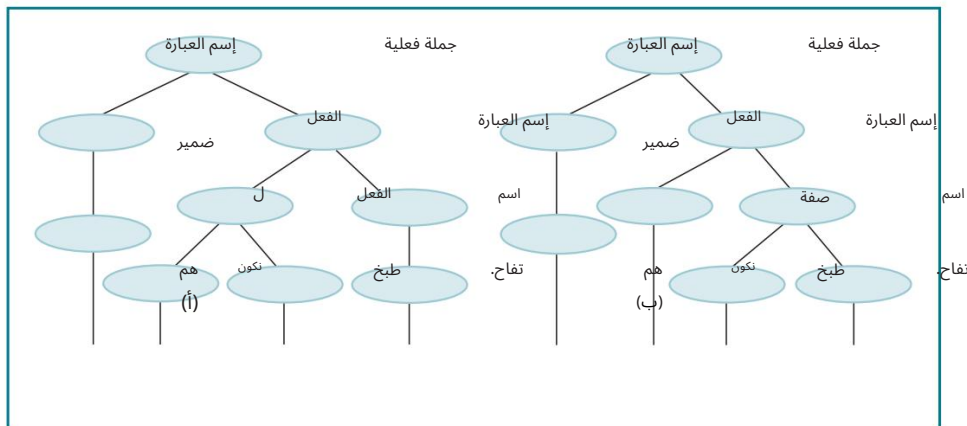 جملة فعلية إسم العبارة جملة فعلية إسم العبارة
إسم العبارة الفعل إسم العبارة الفعل
ضمير ضمير
اسم صفة اسم الفعل ل
تفاح. طبخ نكون هم تفاح. طبخ نكون هم
(ب) (أ)